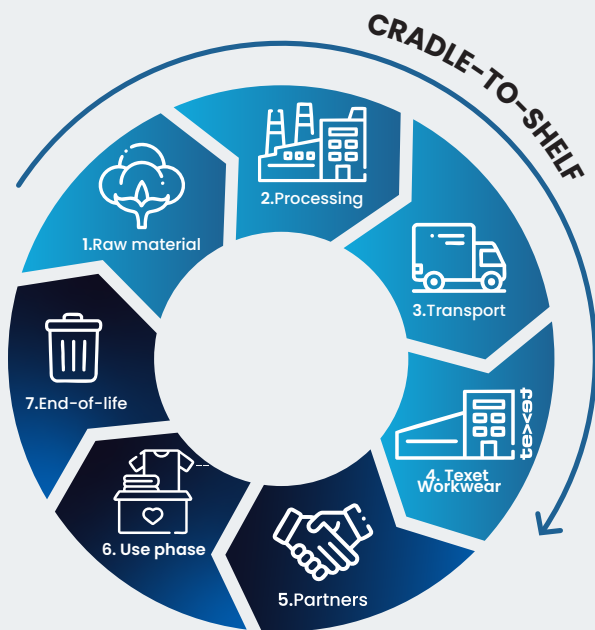 CRADLE-TO-SHELF
1.Raw material
2.Processing
3.Transport
texet
4. Texet
Workwear
5.Partners
6. Use phase
7.End-of-life